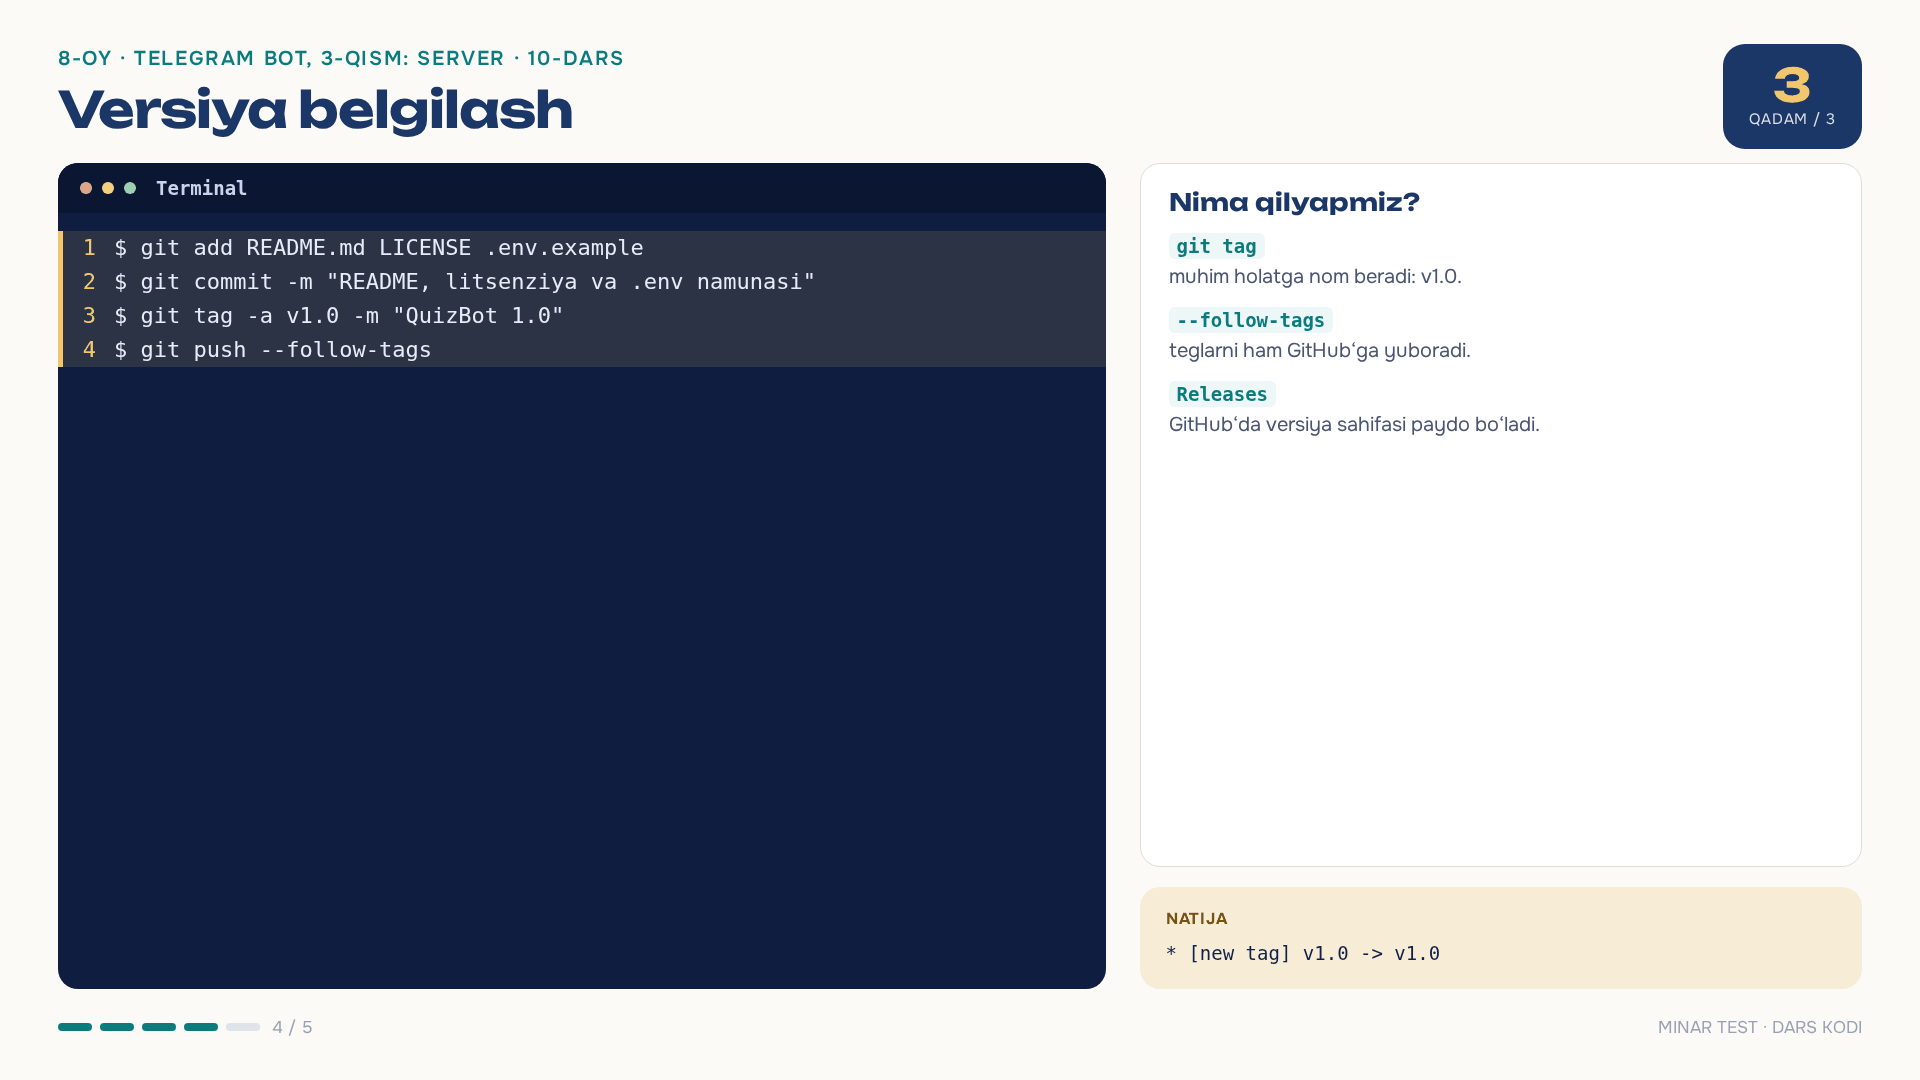 8-OY · TELEGRAM BOT, 3-QISM: SERVER · 10-DARS
Versiya belgilash
3
QADAM / 3
Terminal
1 $ git add README.md LICENSE .env.example
2 $ git commit -m "README, litsenziya va .env namunasi"
3 $ git tag -a v1.0 -m "QuizBot 1.0"
4 $ git push --follow-tags
Nima qilyapmiz?
git tag
muhim holatga nom beradi: v1.0.
--follow-tags
teglarni ham GitHub‘ga yuboradi.
Releases
GitHub‘da versiya sahifasi paydo bo‘ladi.
NATIJA
* [new tag] v1.0 -> v1.0
4 / 5
MINAR TEST · DARS KODI